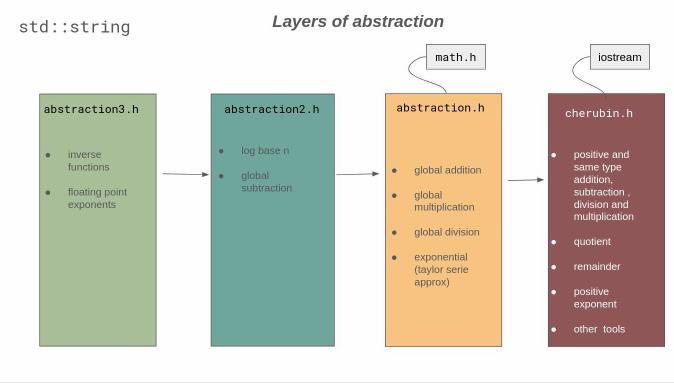 std::string
Layers of abstraction
math.h
iostream
abstraction3.h
● inverse
functions
● floating point
exponents
abstraction2.h
● log base n
● global
subtraction
abstraction.h
● global addition
● global
multiplication
● global division
● exponential
(taylor serie
approx)
cherubin.h
● positive and
same type
addition,
subtraction ,
division and
multiplication
● quotient
● remainder
● positive
exponent
● other tools